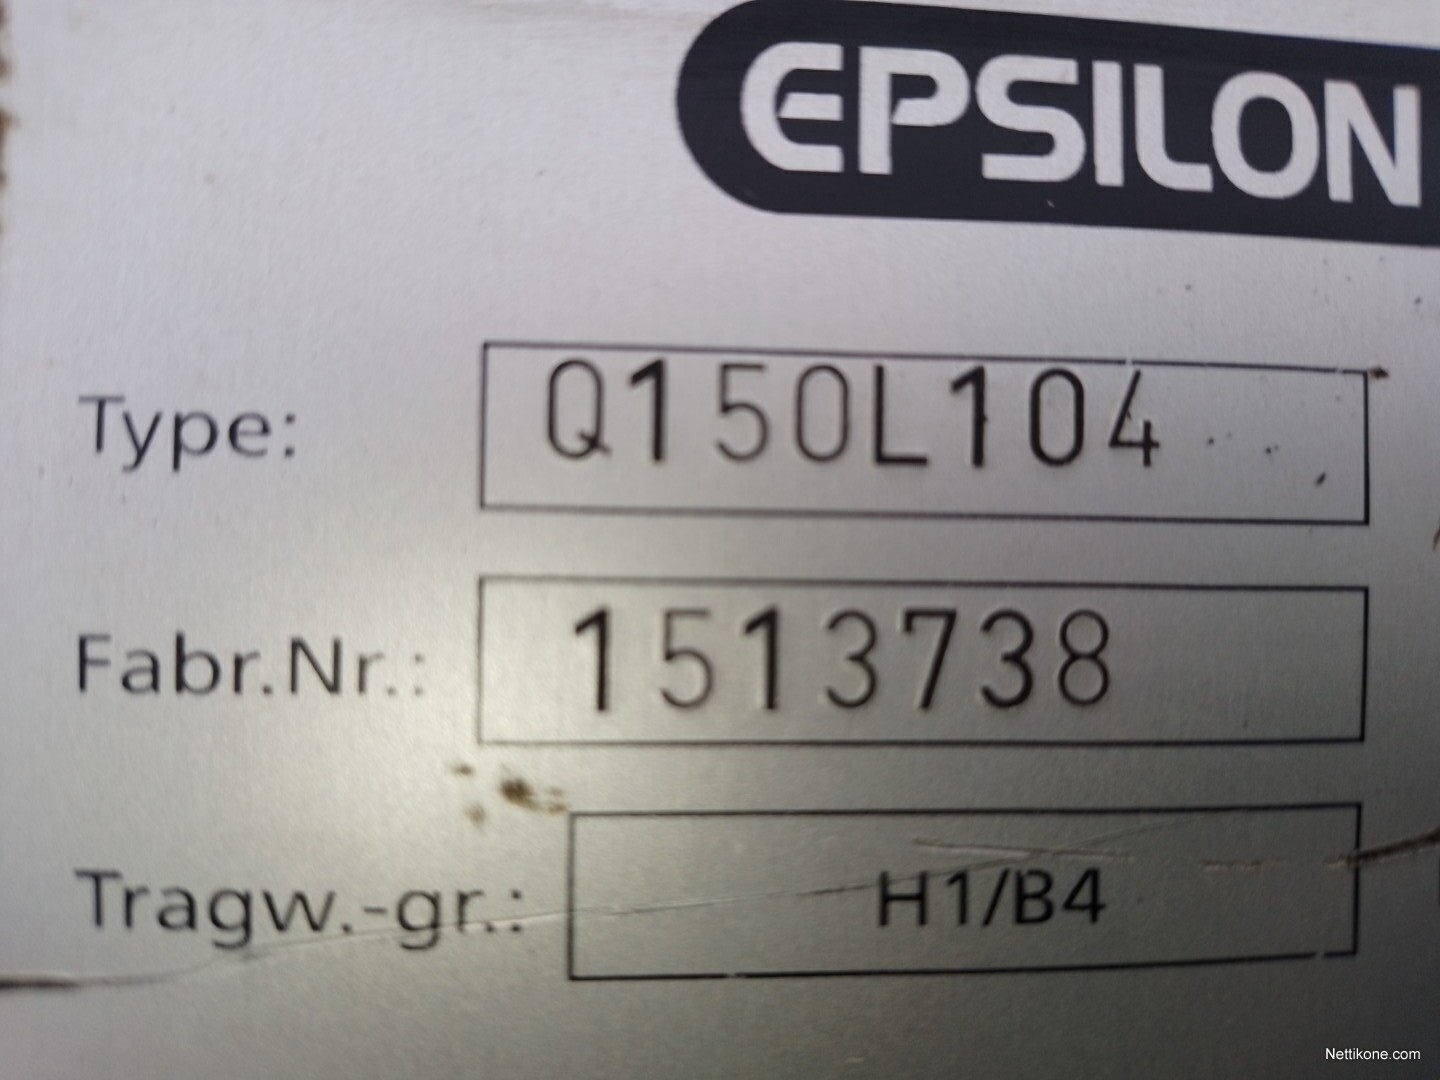 EPSILON
Type: Q150L104
Fabr.Nr.: 1513738
Tragw.-gr.: H1/B4
Nettikone.com